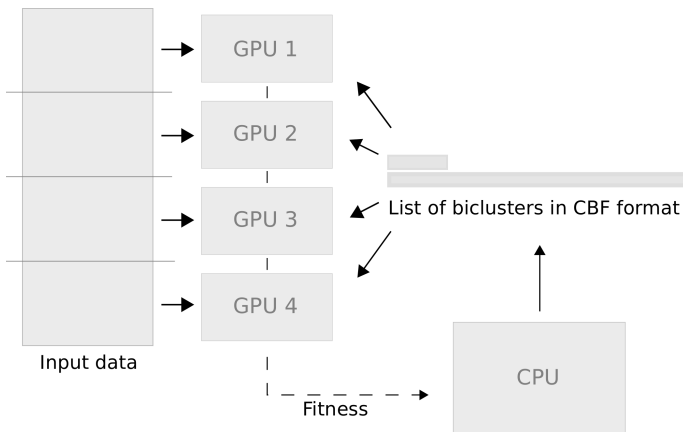 GPU 1
GPU 2
GPU 3
GPU 4
List of biclusters in CBF format
Input data
CPU
Fitness